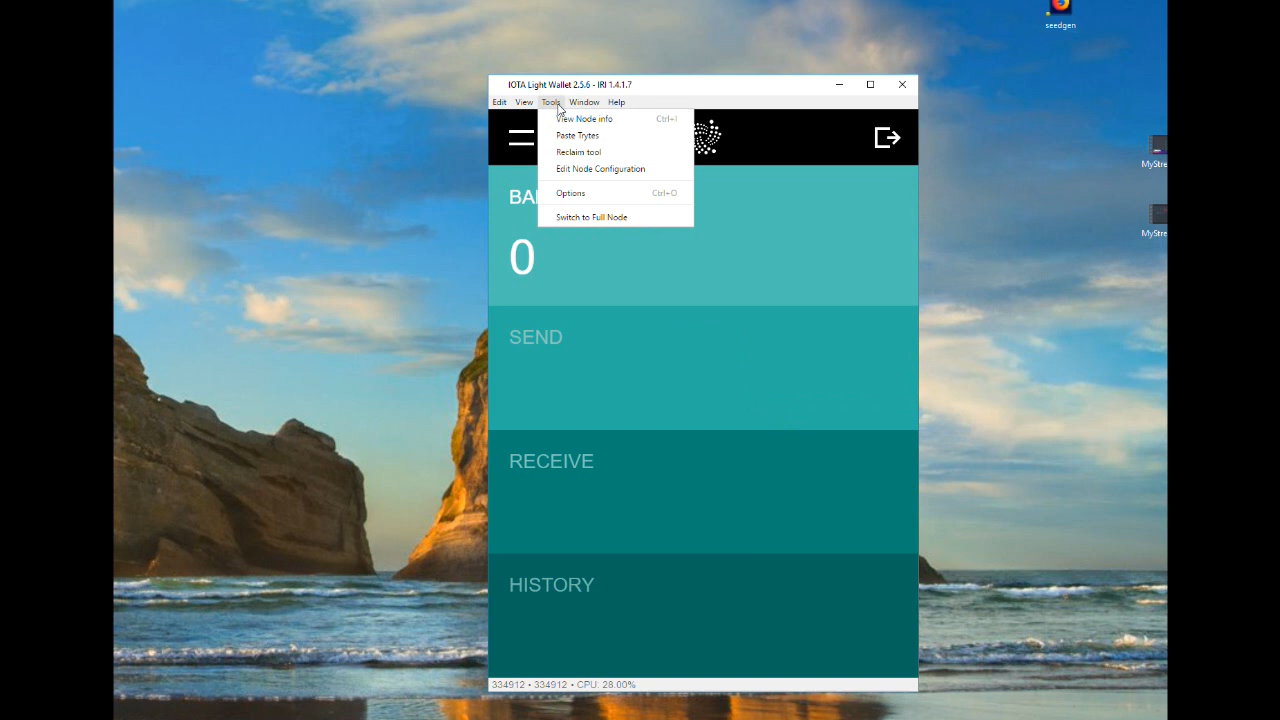 seedgen
IOTA Light Wallet 2.5.6 - IRI 1.4.1.7
Edit View Tools Window Help
View Node info Ctrl+I
Paste Trytes
Reclaim tool
Edit Node Configuration
Options Ctrl+O
Switch to Full Node
0
SEND
RECEIVE
HISTORY
334912 • 334912 • CPU: 28.00%
MyStre
MyStre